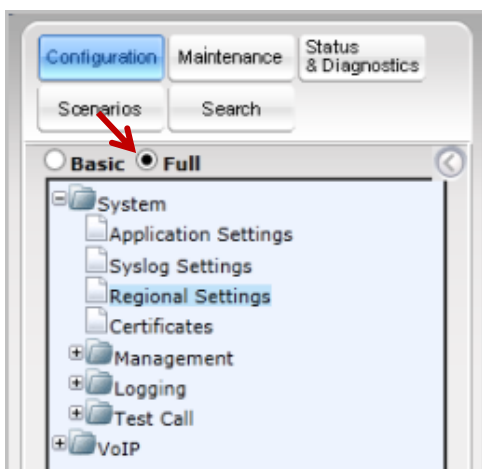 Configuration Maintenance Status
& Diagnostics
Scenarios Search
Basic Full
System
Application Settings
Syslog Settings
Regional Settings
Certificates
Management
Logging
Test Call
VoIP